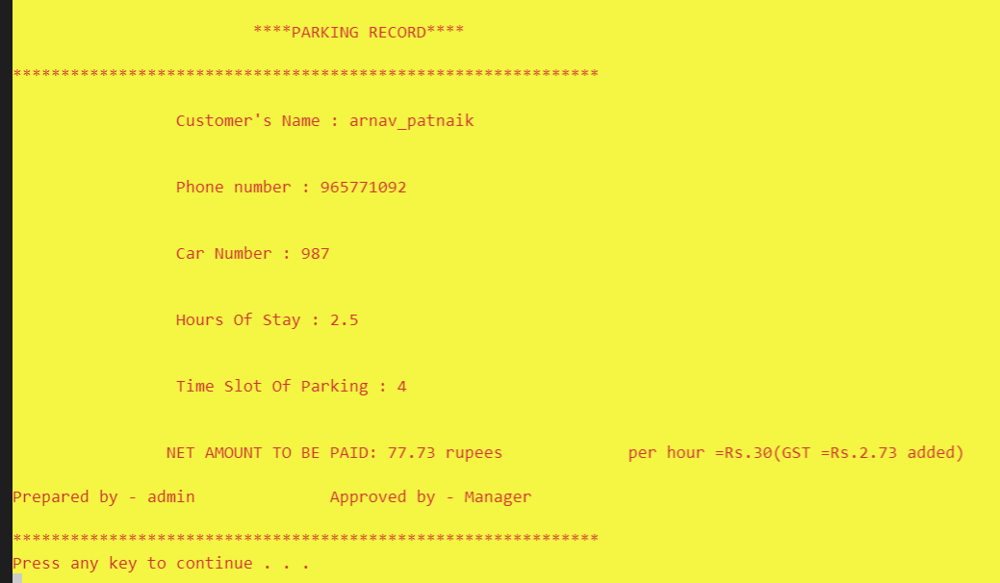 ****PARKING RECORD****
*************************************************************
Customer's Name : arnav_patnaik
Phone number : 965771092
Car Number : 987
Hours Of Stay : 2.5
Time Slot Of Parking : 4
NET AMOUNT TO BE PAID: 77.73 rupees per hour =Rs.30(GST =Rs.2.73 added)
Prepared by - admin Approved by - Manager
*************************************************************
Press any key to continue . . .